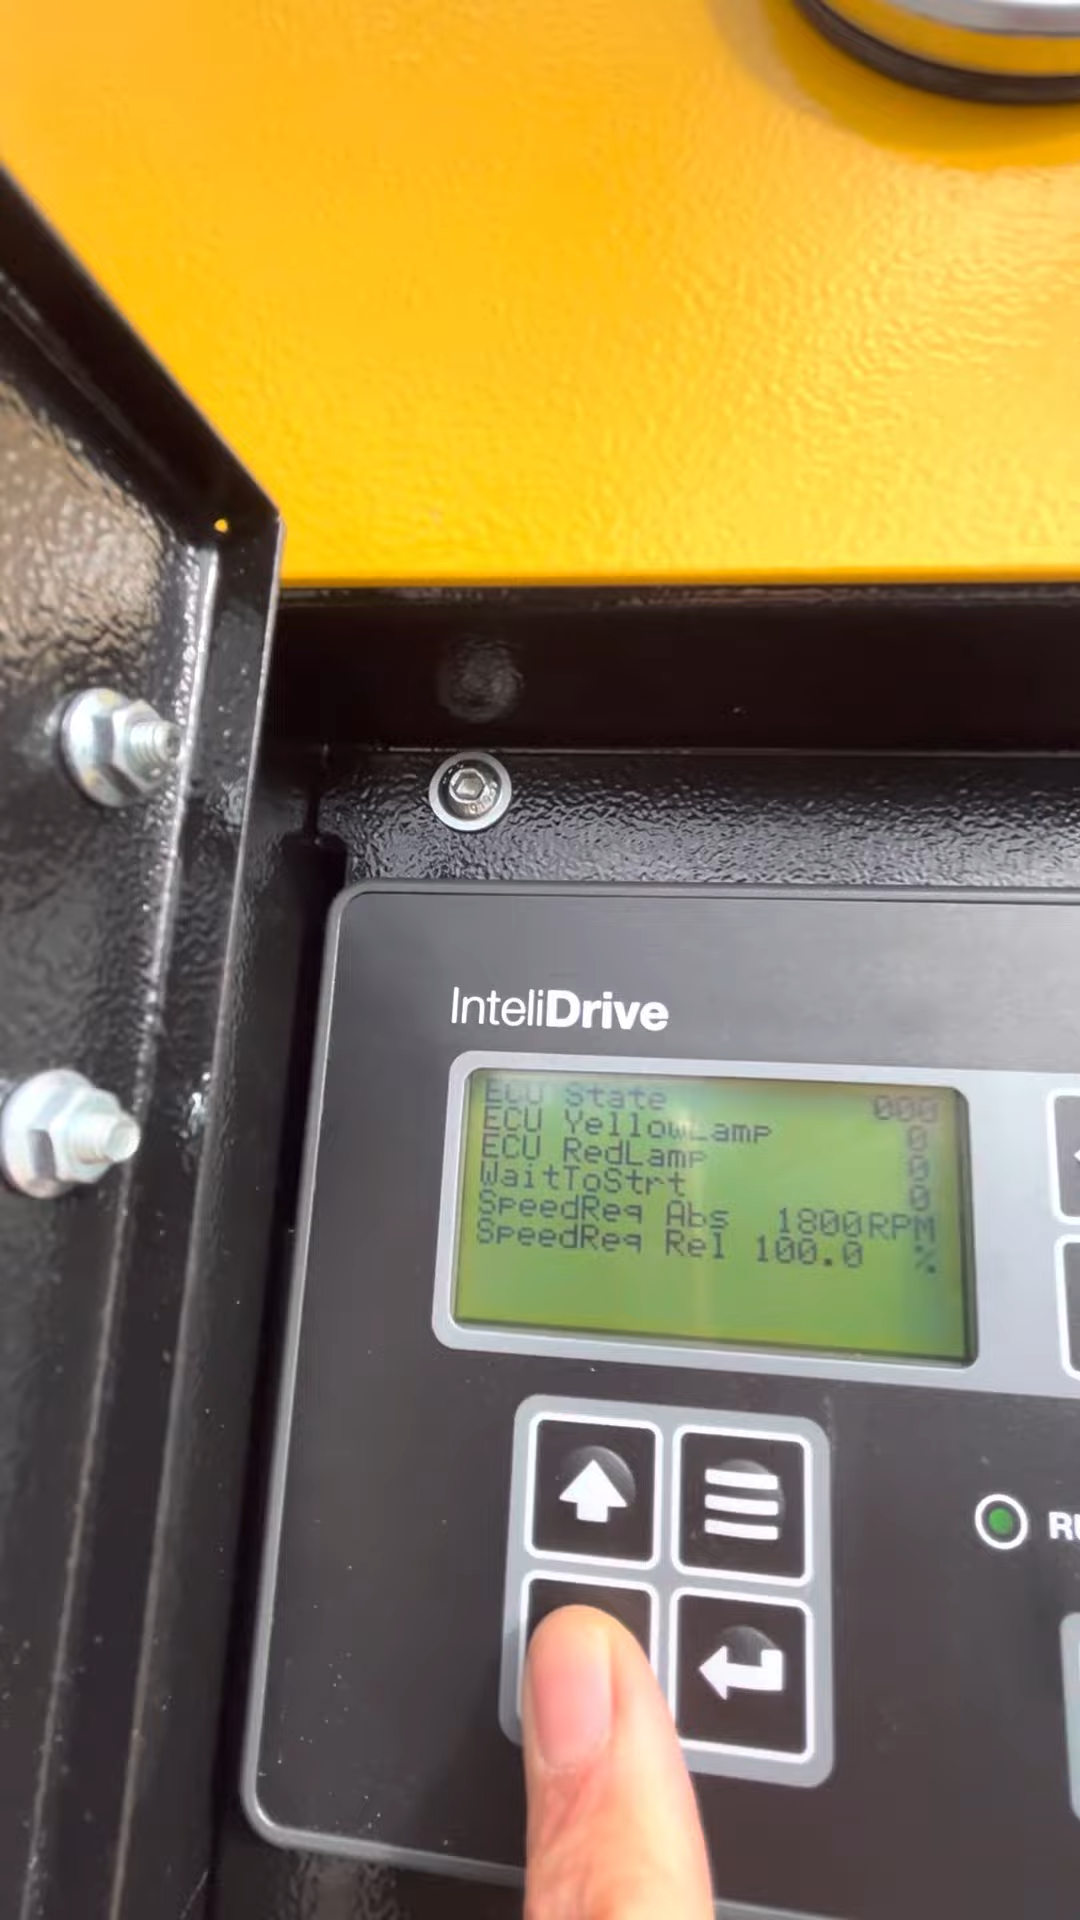 InteliDrive
ECU State 000
ECU YellowLamp 0
ECU RedLamp 0
WaitToStrt 0
SpeedReq Abs 1800RPM
SpeedReq Rel 100.0 %